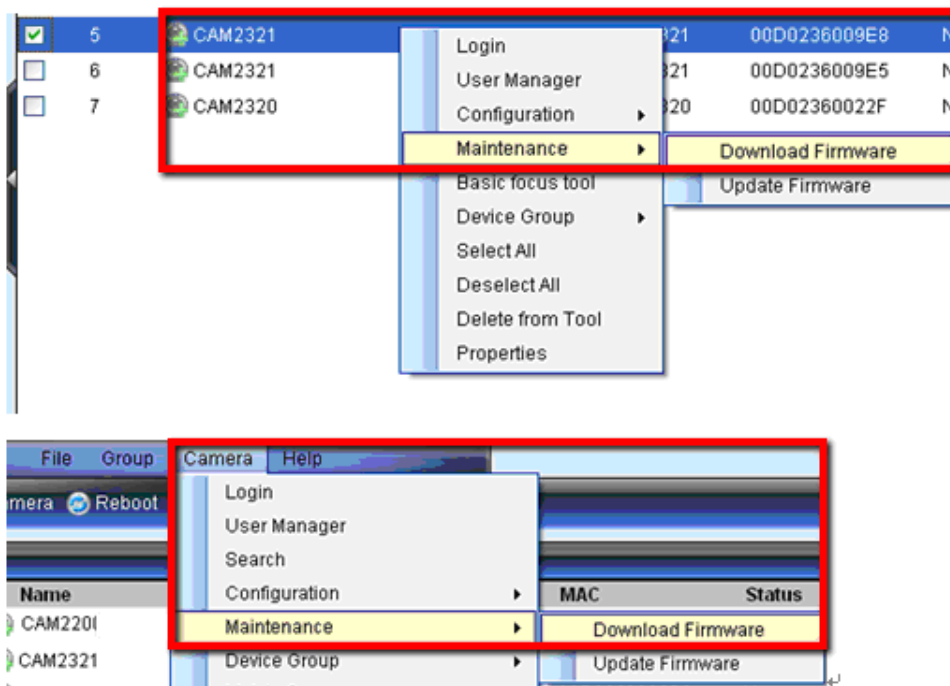 5 CAM2321 321 00D0236009E8 N
6 CAM2321 321 00D0236009E5 N
7 CAM2320 320 00D02360022F N
Login
User Manager
Configuration
Maintenance Download Firmware
Basic focus tool Update Firmware
Device Group
Select All
Deselect All
Delete from Tool
Properties
File Group Camera Help
amera Reboot Login
User Manager
Search
Name Configuration MAC Status
CAM220 Maintenance Download Firmware
CAM2321 Device Group Update Firmware